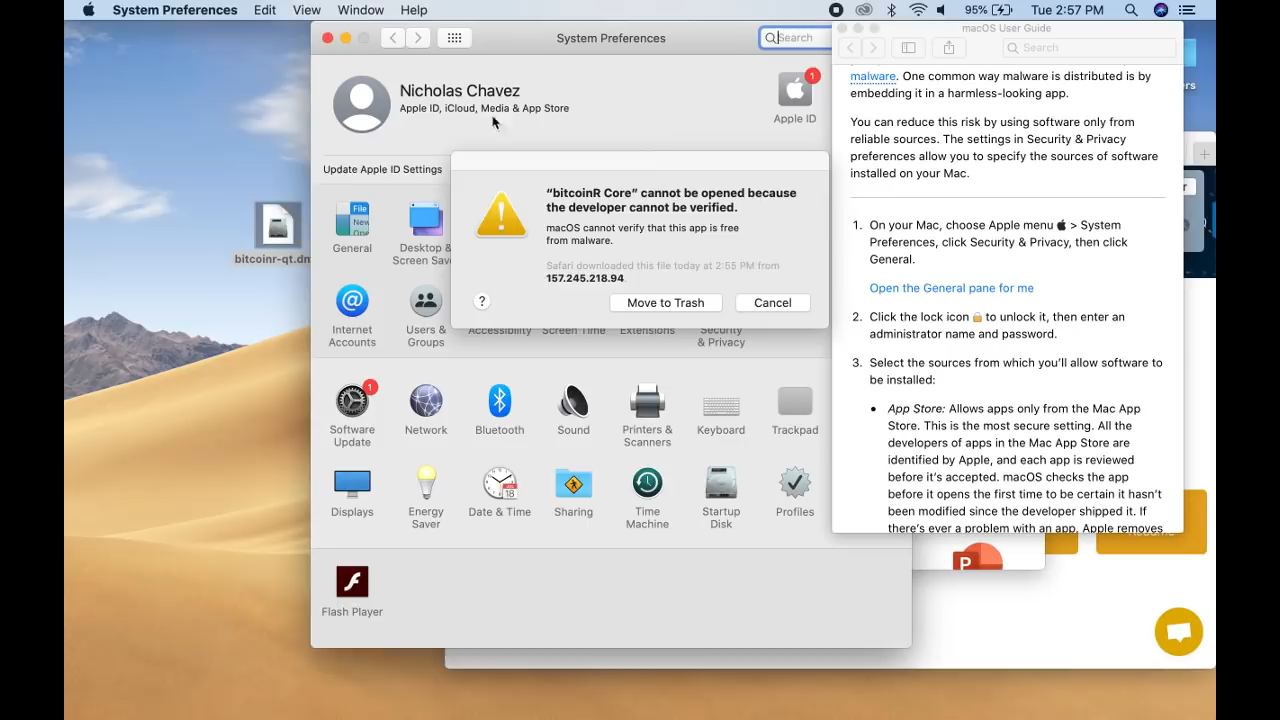 System Preferences Edit View Window Help 95% Tue 2:57 PM
System Preferences
Search
Nicholas Chavez
Apple ID, iCloud, Media & App Store
1
Apple ID
Update Apple ID Settings
File
New
Ope
General
Desktop &
Screen Sav
Internet
Accounts
Users &
Groups
Accessibility
Screen Time
Extensions
Security
& Privacy
1
Software
Update
Network
Bluetooth
Sound
Printers &
Scanners
Keyboard
Trackpad
Displays
Energy
Saver
JAN
18
Date & Time
Sharing
Time
Machine
Startup
Disk
Profiles
Flash Player
bitcoinr-qt.dm
“bitcoinR Core” cannot be opened because
the developer cannot be verified.
macOS cannot verify that this app is free
from malware.
Safari downloaded this file today at 2:55 PM from
157.245.218.94.
?
Move to Trash
Cancel
macOS User Guide
Search
malware. One common way malware is distributed is by
embedding it in a harmless-looking app.
You can reduce this risk by using software only from
reliable sources. The settings in Security & Privacy
preferences allow you to specify the sources of software
installed on your Mac.
1. On your Mac, choose Apple menu > System
Preferences, click Security & Privacy, then click
General.
Open the General pane for me
2. Click the lock icon to unlock it, then enter an
administrator name and password.
3. Select the sources from which you’ll allow software to
be installed:
• App Store: Allows apps only from the Mac App
Store. This is the most secure setting. All the
developers of apps in the Mac App Store are
identified by Apple, and each app is reviewed
before it’s accepted. macOS checks the app
before it opens the first time to be certain it hasn’t
been modified since the developer shipped it. If
there’s ever a problem with an app, Apple removes
ers
r
P